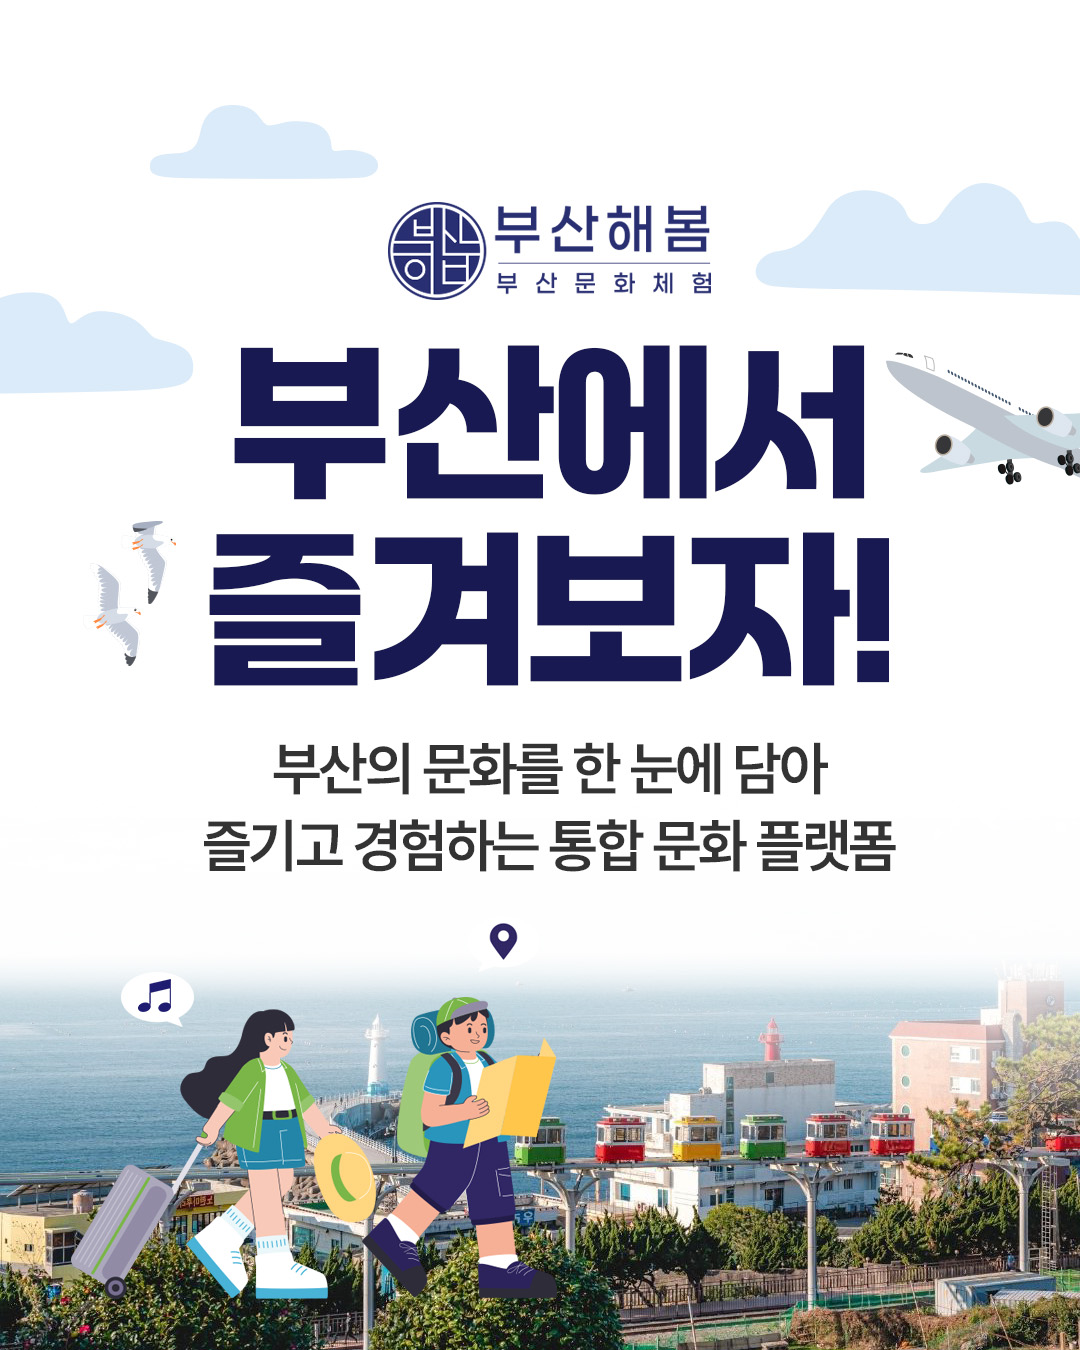 부산해봄
부산문화체험
부산에서
즐겨보자!
부산의 문화를 한 눈에 담아
즐기고 경험하는 통합 문화 플랫폼